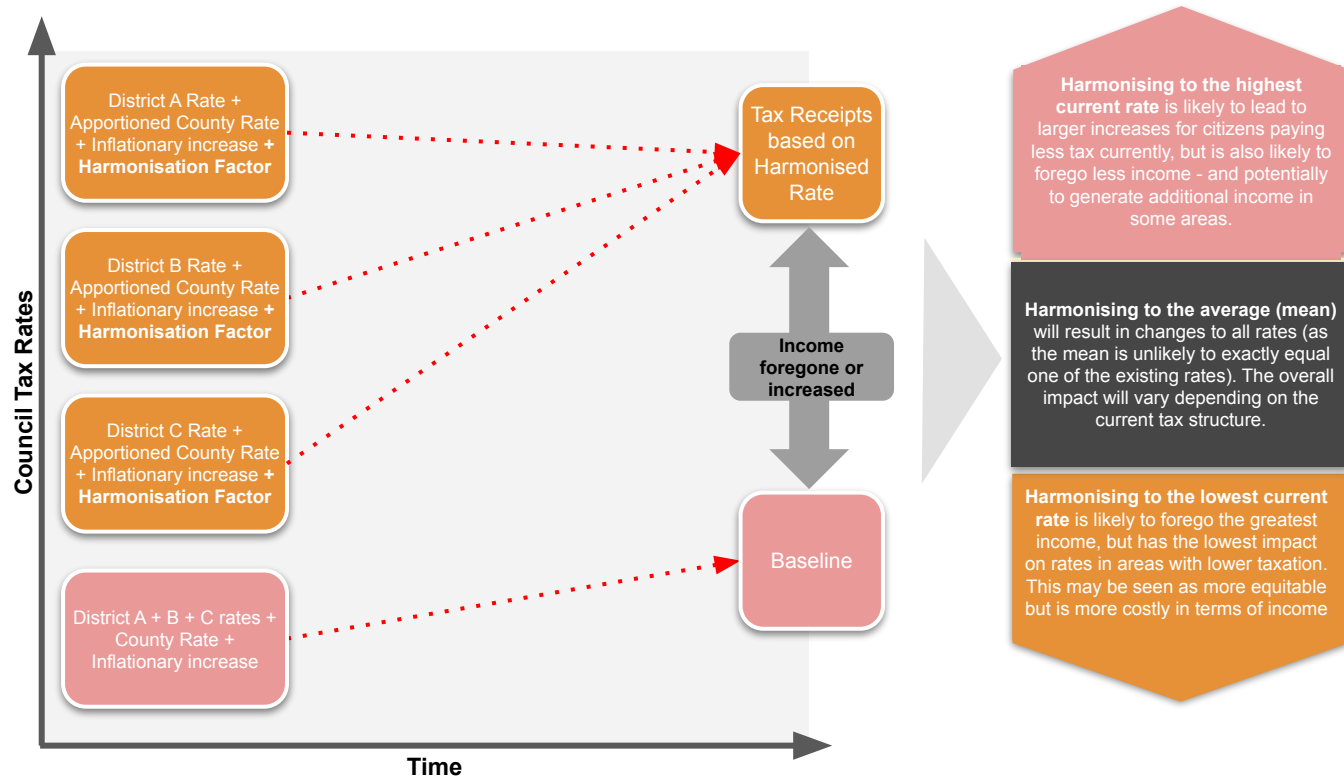 Council Tax Rates
District A Rate +
Apportioned County Rate
+ Inflationary increase +
Harmonisation Factor
District B Rate +
Apportioned County Rate
+ Inflationary increase +
Harmonisation Factor
District C Rate +
Apportioned County Rate
+ Inflationary increase +
Harmonisation Factor
District A + B + C rates +
County Rate +
Inflationary increase
Tax Receipts
based on
Harmonised
Rate
Income
foregone or
increased
Baseline
Time
Harmonising to the highest
current rate is likely to lead to
larger increases for citizens paying
less tax currently, but is also likely to
forego less income - and potentially
to generate additional income in
some areas.
Harmonising to the average (mean)
will result in changes to all rates (as
the mean is unlikely to exactly equal
one of the existing rates). The overall
impact will vary depending on the
current tax structure.
Harmonising to the lowest current
rate is likely to forego the greatest
income, but has the lowest impact
on rates in areas with lower taxation.
This may be seen as more equitable
but is more costly in terms of income